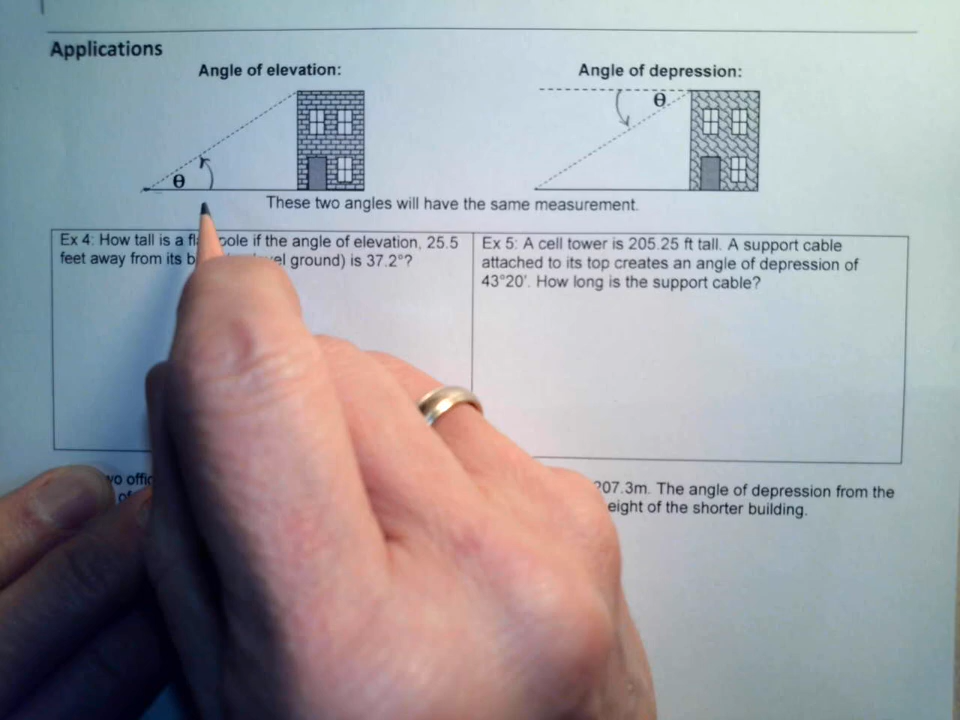 Applications
Angle of elevation:
Angle of depression:
θ
θ
These two angles will have the same measurement.
Ex 4: How tall is a pole if the angle of elevation, 25.5
feet away from its ground) is 37.2°?
Ex 5: A cell tower is 205.25 ft tall. A support cable
attached to its top creates an angle of depression of
43°20'. How long is the support cable?
207.3m. The angle of depression from the
of the shorter building.